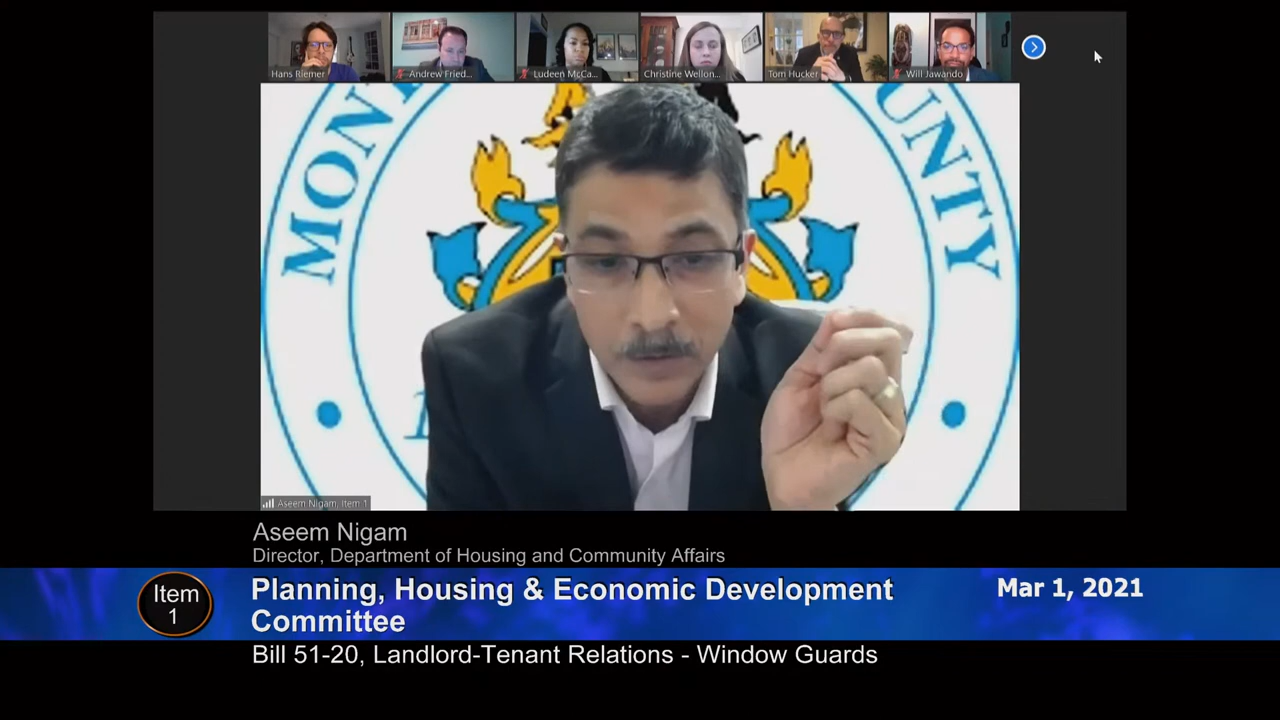 Hans Riemer
Andrew Fried...
Ludeen McCa...
Christine Wellon...
Tom Hucker
Will Jawando
UNTY
Aseem Nigam, Item 1
Aseem Nigam
Director, Department of Housing and Community Affairs
Item
1
Planning, Housing & Economic Development
Committee
Mar 1, 2021
Bill 51-20, Landlord-Tenant Relations - Window Guards